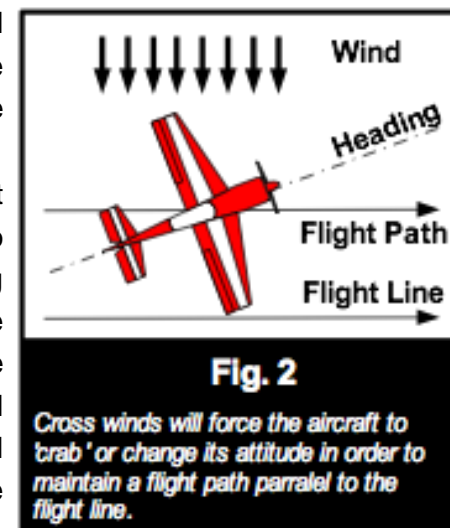 Wind
Heading
Flight Path
Flight Line
Fig. 2
Cross winds will force the aircraft to
'crab ' or change its attitude in order to
maintain a flight path parralel to the
flight line.